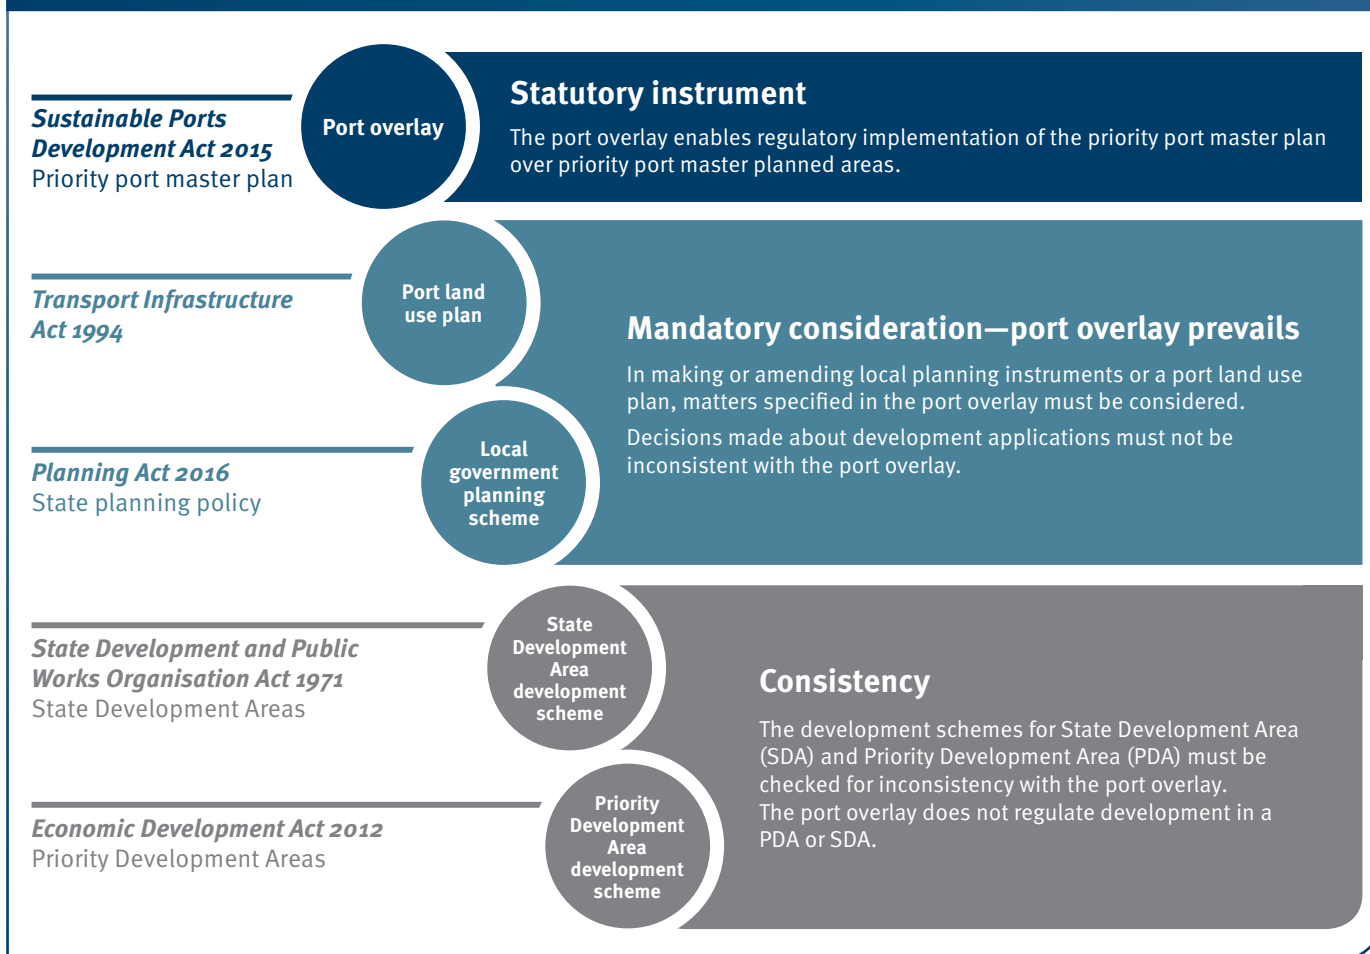 Sustainable Ports
Development Act 2015
Priority port master plan
Port overlay
Statutory instrument
The port overlay enables regulatory implementation of the priority port master plan
over priority port master planned areas.
Transport Infrastructure
Act 1994
Port land
use plan
Planning Act 2016
State planning policy
Local
government
planning
scheme
Mandatory consideration—port overlay prevails
In making or amending local planning instruments or a port land use
plan, matters specified in the port overlay must be considered.
Decisions made about development applications must not be
inconsistent with the port overlay.
State Development and Public
Works Organisation Act 1971
State Development Areas
State
Development
Area
development
scheme
Economic Development Act 2012
Priority Development Areas
Priority
Development
Area
development
scheme
Consistency
The development schemes for State Development Area
(SDA) and Priority Development Area (PDA) must be
checked for inconsistency with the port overlay.
The port overlay does not regulate development in a
PDA or SDA.